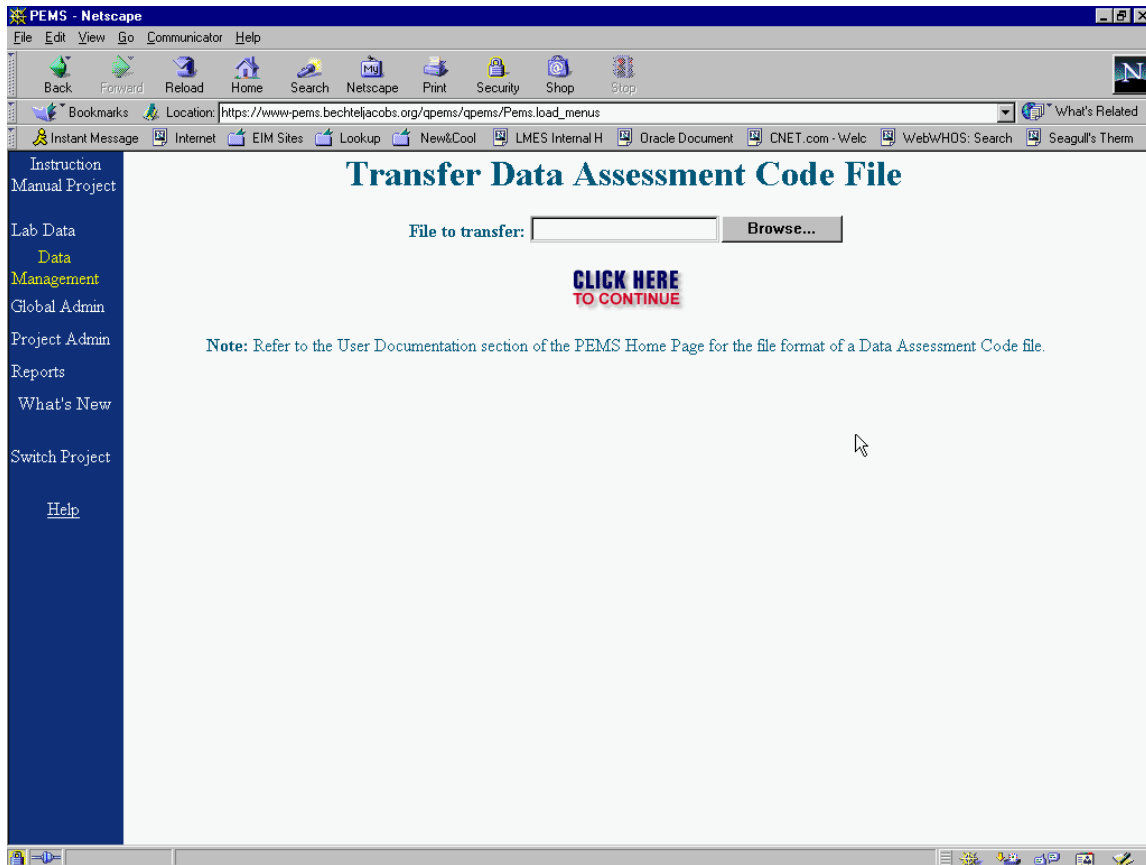 PEMS - Netscape
File Edit View Go Communicator Help
Back Forward Reload Home Search Netscape Print Security Shop Stop
My
N
Bookmarks Location: https://www-pems.bechteljacobs.org/qpems/qpems/Pems.load_menus What's Related
Instant Message Internet EIM Sites Lookup New&Cool LMES Internal H Oracle Document CNET.com - Welc WebWHOS: Search Seagull's Therm
Instruction
Manual Project
Lab Data
Data
Management
Global Admin
Project Admin
Reports
What's New
Switch Project
Help
Transfer Data Assessment Code File
File to transfer: Browse...
CLICK HERE
TO CONTINUE
Note: Refer to the User Documentation section of the PEMS Home Page for the file format of a Data Assessment Code file.